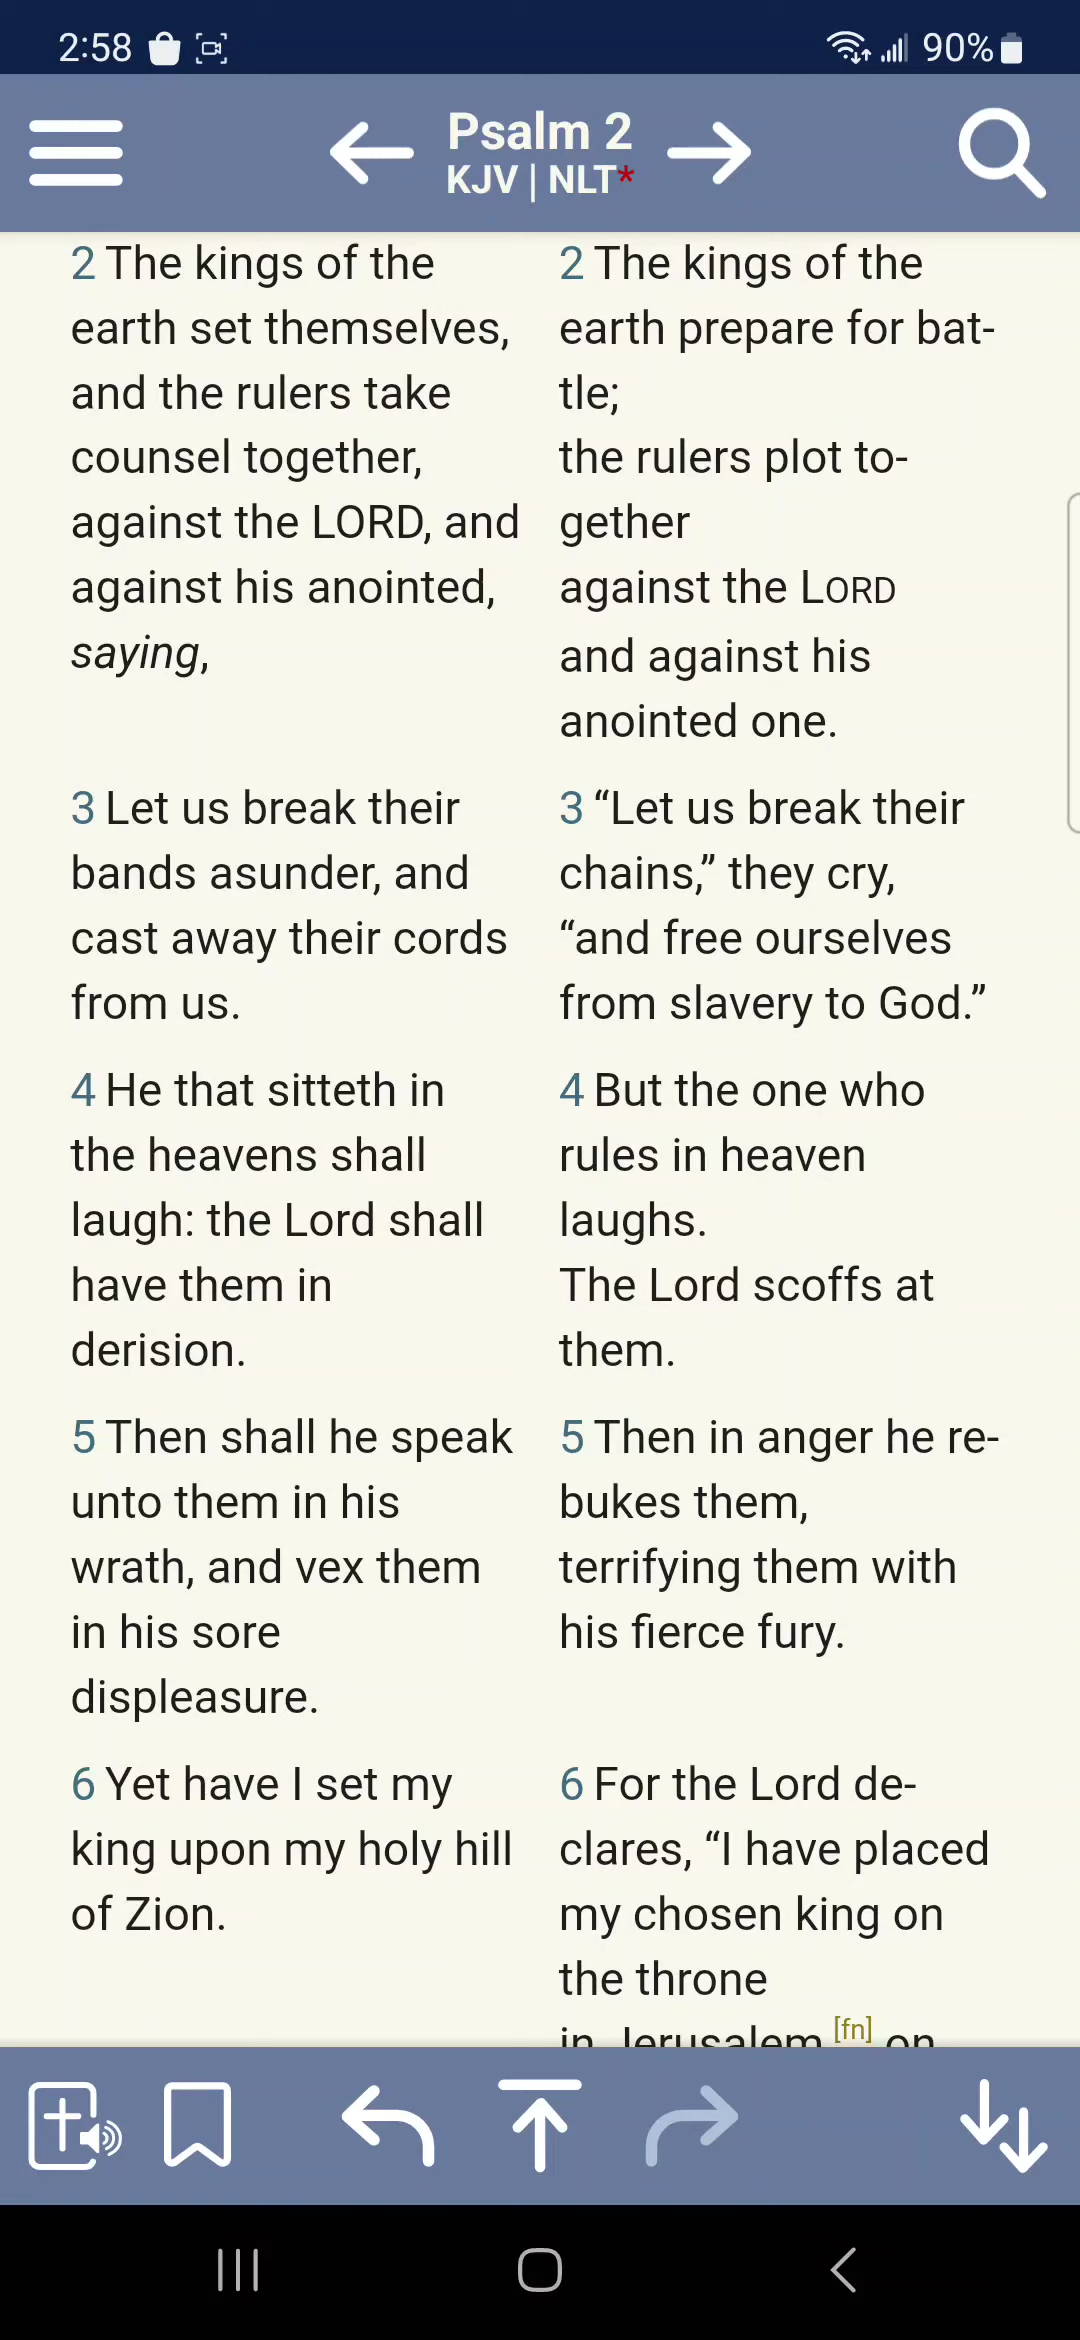 2:58
90%
Psalm 2
KJV | NLT*
2 The kings of the
earth set themselves,
and the rulers take
counsel together,
against the LORD, and
against his anointed,
saying,
3 Let us break their
bands asunder, and
cast away their cords
from us.
4 He that sitteth in
the heavens shall
laugh: the Lord shall
have them in
derision.
5 Then shall he speak
unto them in his
wrath, and vex them
in his sore
displeasure.
6 Yet have I set my
king upon my holy hill
of Zion.
2 The kings of the
earth prepare for bat-
tle;
the rulers plot to-
gether
against the LORD
and against his
anointed one.
3 “Let us break their
chains,” they cry,
“and free ourselves
from slavery to God.”
4 But the one who
rules in heaven
laughs.
The Lord scoffs at
them.
5 Then in anger he re-
bukes them,
terrifying them with
his fierce fury.
6 For the Lord de-
clares, “I have placed
my chosen king on
the throne
in Jerusalem [fn] on